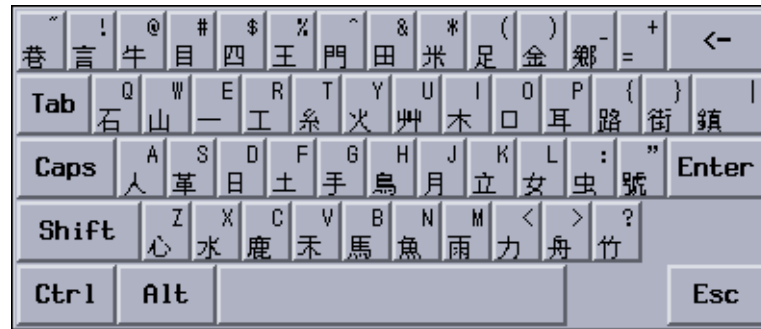 ~ ! @ # $ % ^ & * ( ) _ + <-
巷 言 牛 目 四 王 門 田 米 足 金 鄉 =
Tab Q W E R T Y U I O P { } |
石 山 一 工 糸 火 艸 木 口 耳 路 街 鎮
Caps A S D F G H J K L : " Enter
人 革 日 土 手 鳥 月 立 女 虫 號
Shift Z X C V B N M < > ?
心 水 鹿 禾 馬 魚 雨 力 舟 竹
Ctrl Alt Esc